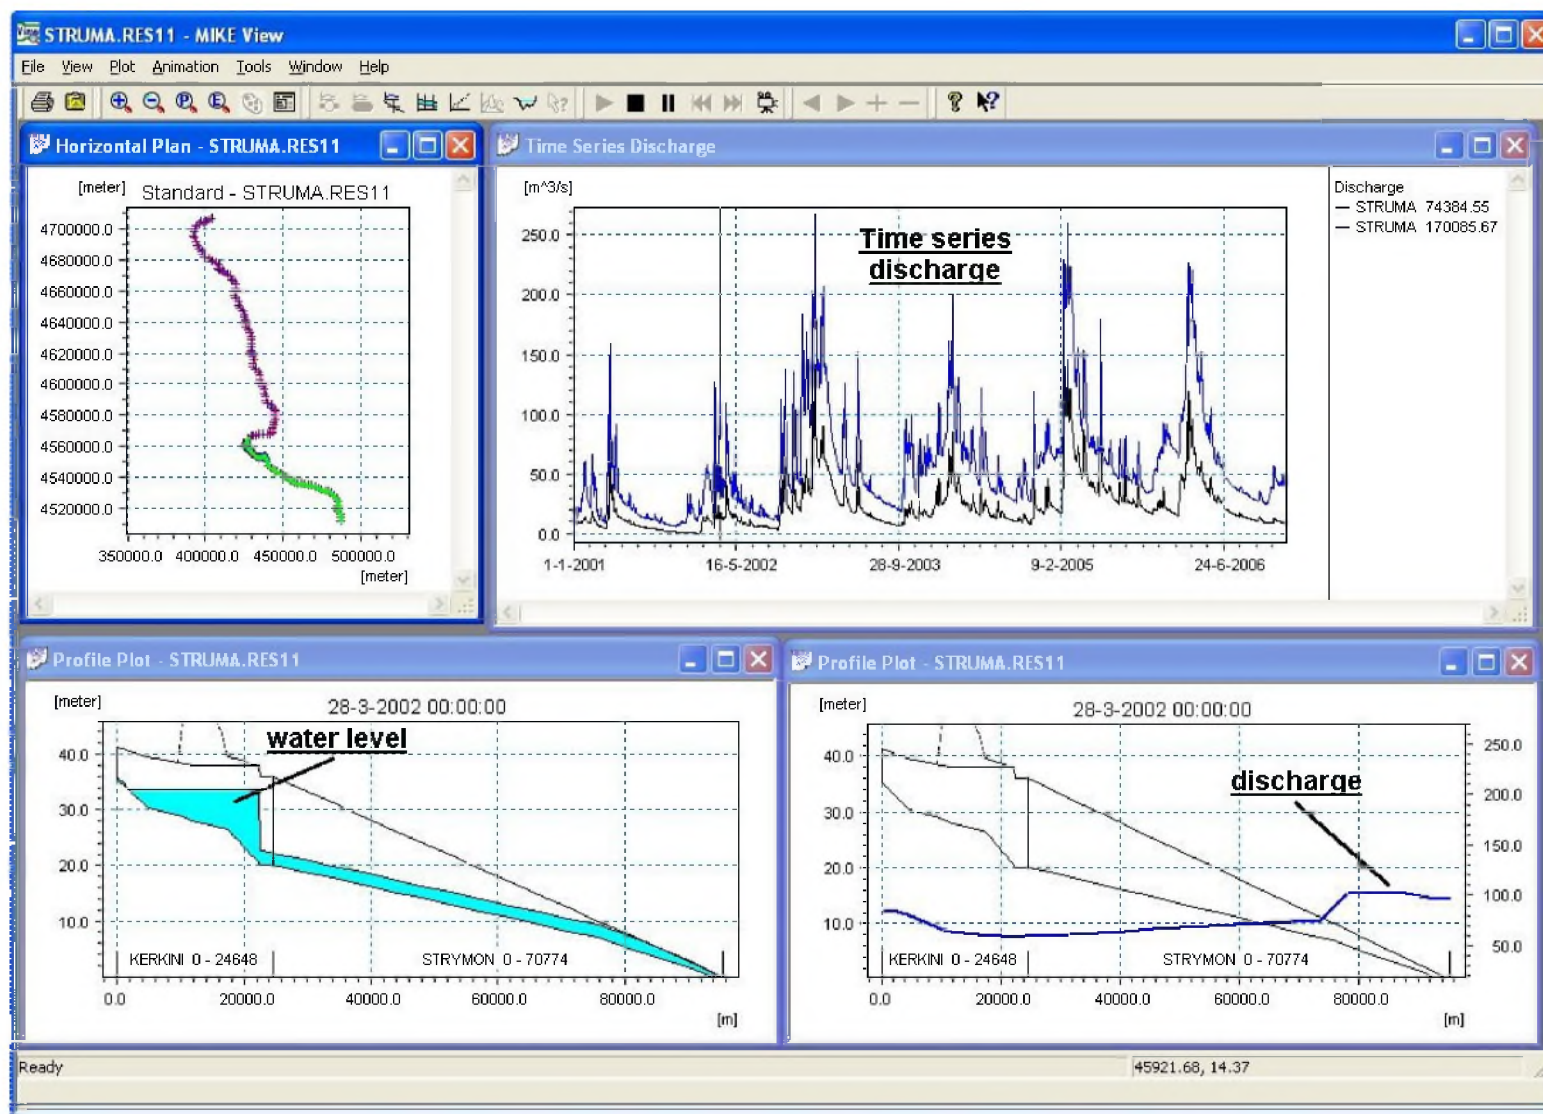 STRUMA.RES11 - MIKE View
File View Plot Animation Tools Window Help
Horizontal Plan - STRUMA.RES11
[meter] Standard - STRUMA.RES11
4700000.0
4680000.0
4660000.0
4640000.0
4620000.0
4600000.0
4580000.0
4560000.0
4540000.0
4520000.0
350000.0 400000.0 450000.0 500000.0
[meter]
Time Series Discharge
[m^3/s]
Time series
discharge
250.0
200.0
150.0
100.0
50.0
0.0
1-1-2001 16-5-2002 28-9-2003 9-2-2005 24-6-2006
Discharge
STRUMA 74384.55
STRUMA 170085.67
Profile Plot - STRUMA.RES11
[meter]
28-3-2002 00:00:00
water level
40.0
30.0
20.0
10.0
KERKINI 0 - 24648 STRYMON 0 - 70774
0.0 20000.0 40000.0 60000.0 80000.0
[m]
Profile Plot - STRUMA.RES11
[meter]
28-3-2002 00:00:00
discharge
40.0
30.0
20.0
10.0
250.0
200.0
150.0
100.0
50.0
KERKINI 0 - 24648 STRYMON 0 - 70774
0.0 20000.0 40000.0 60000.0 80000.0
[m]
Ready 45921.68, 14.37